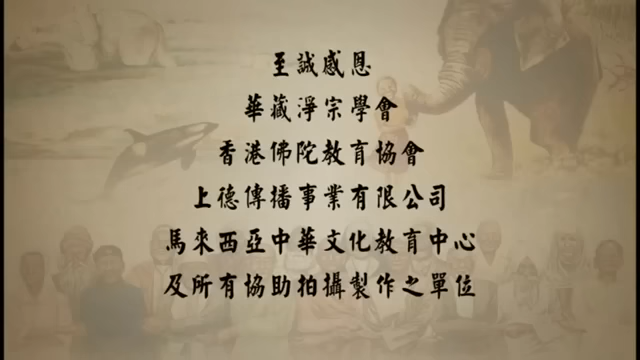 至誠感恩
華藏淨宗學會
香港佛陀教育協會
上德傳播事業有限公司
馬來西亞中華文化教育中心
及所有協助拍攝製作之單位